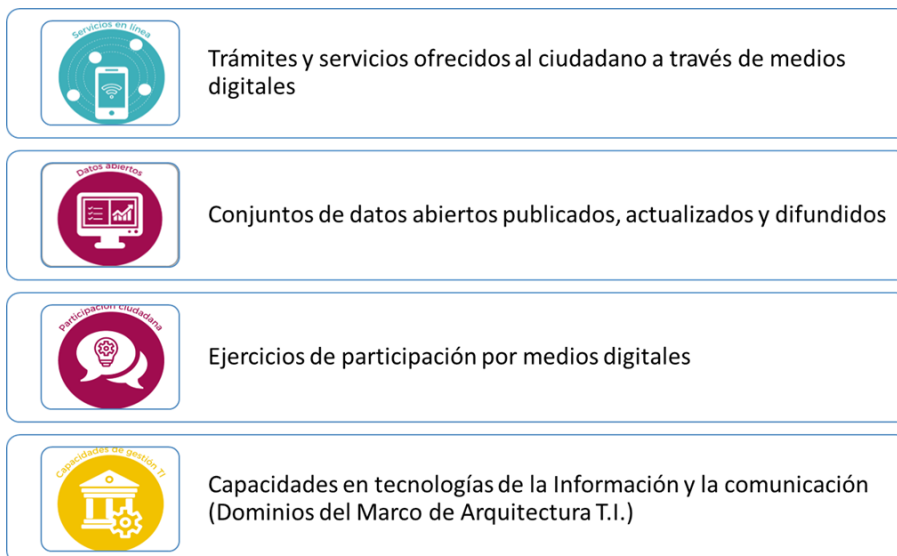 Servicios en línea
Trámites y servicios ofrecidos al ciudadano a través de medios
digitales
Datos abiertos
Conjuntos de datos abiertos publicados, actualizados y difundidos
Participación ciudadana
Ejercicios de participación por medios digitales
Capacidades de gestión TI
Capacidades en tecnologías de la Información y la comunicación
(Dominios del Marco de Arquitectura T.I.)